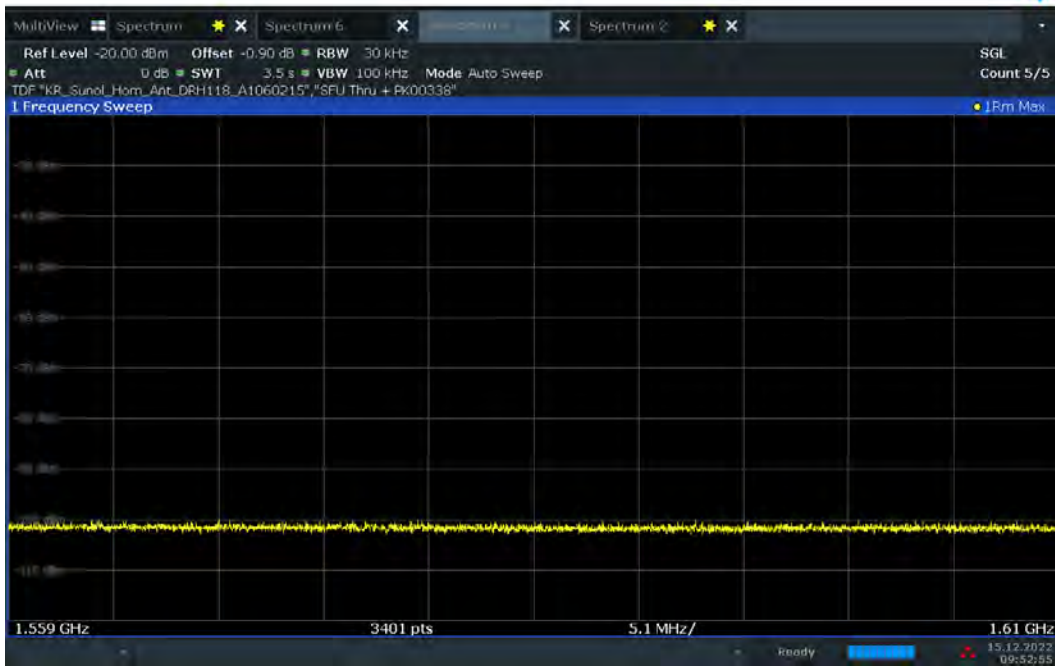 MultiView Spectrum Spectrum 6 Spectrum 2
Ref Level -20.00 dBm Offset -0.90 dB RBW 30 kHz SGL
Att 0 dB SWT 3.5 s VBW 100 kHz Mode Auto Sweep Count 5/5
TDF "KR_Sunol_Horn_Ant_DRH118_A1060215","SFU Thru + PK00338"
1 Frequency Sweep 1Rm Max
1.559 GHz 3401 pts 5.1 MHz/ 1.61 GHz
Ready 15.12.2022
09:52:55